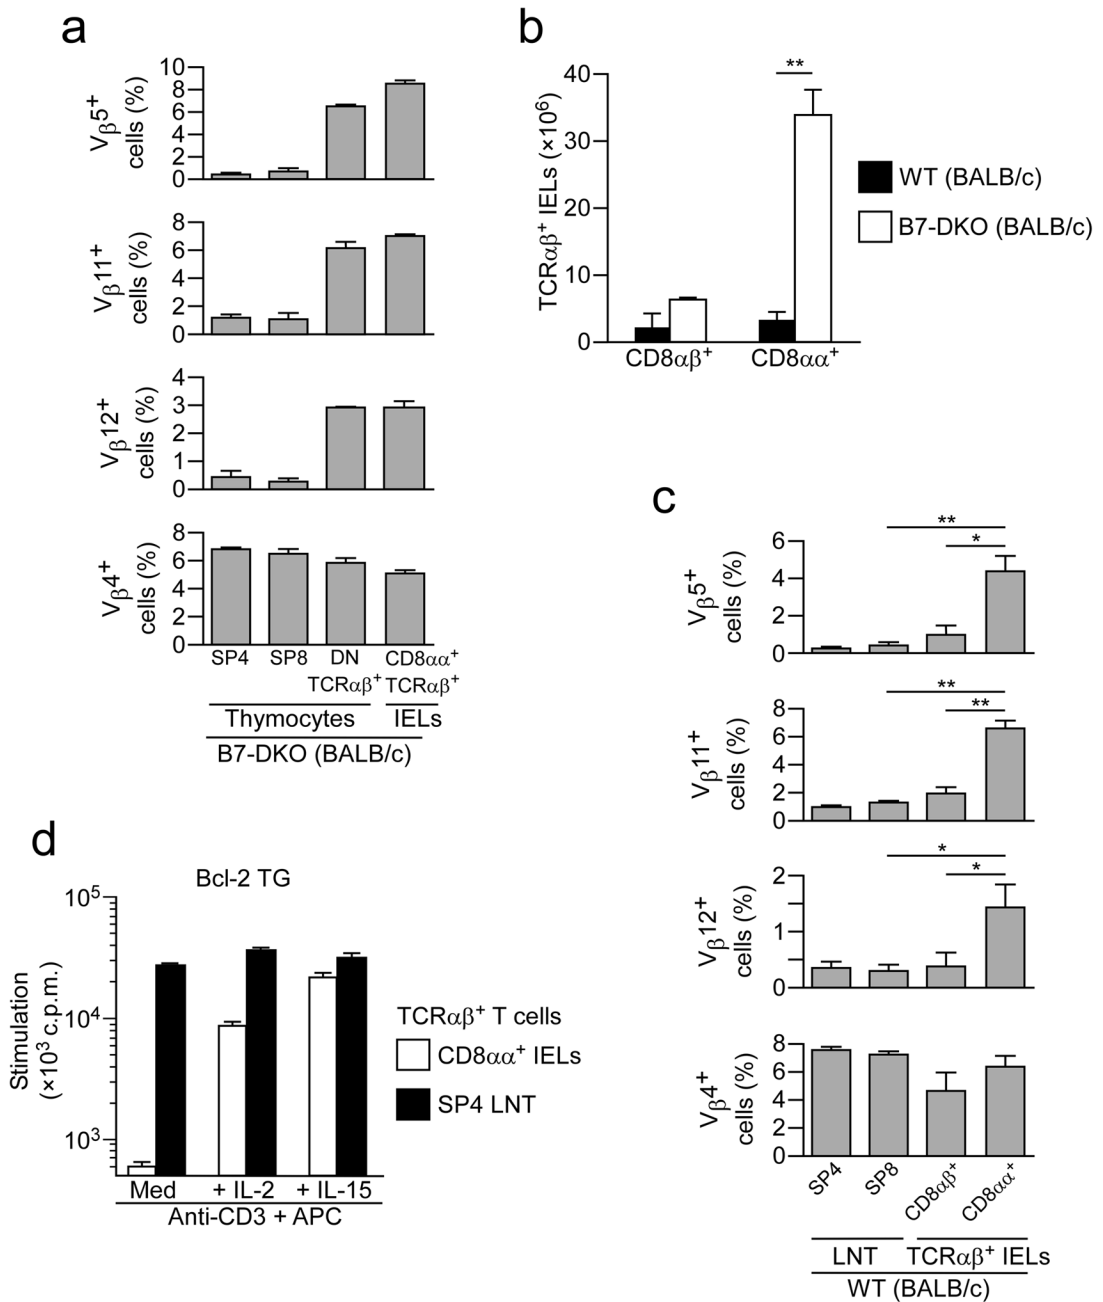 a
Vβ5+
cells (%)
10
8
6
4
2
0
Vβ11+
cells (%)
8
6
4
2
0
Vβ12+
cells (%)
4
3
2
1
0
Vβ4+
cells (%)
8
6
4
2
0
SP4 SP8 DN CD8αα+
TCRαβ+ TCRαβ+
Thymocytes IELs
B7-DKO (BALB/c)
b
TCRαβ+ IELs (×10⁶)
40
30
20
10
0
**
CD8αβ+ CD8αα+
WT (BALB/c)
B7-DKO (BALB/c)
c
**
*
Vβ5+
cells (%)
6
4
2
0
**
**
Vβ11+
cells (%)
8
6
4
2
0
*
*
Vβ12+
cells (%)
2
1
0
Vβ4+
cells (%)
8
6
4
2
0
SP4 SP8 CD8αβ+ CD8αα+
LNT TCRαβ+ IELs
WT (BALB/c)
d
Bcl-2 TG
Stimulation
(×10³ c.p.m.)
10⁵
10⁴
10³
Med + IL-2 + IL-15
Anti-CD3 + APC
TCRαβ+ T cells
CD8αα+ IELs
SP4 LNT